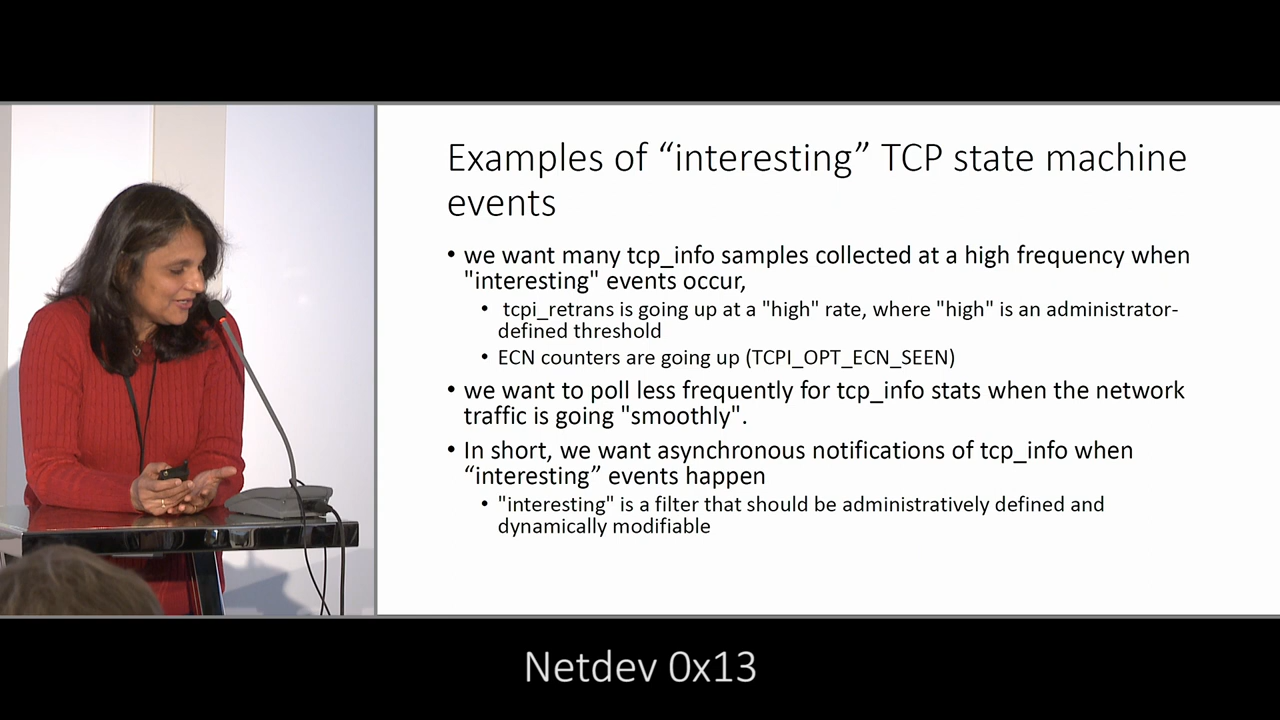 Examples of “interesting” TCP state machine
events
• we want many tcp_info samples collected at a high frequency when
"interesting" events occur,
• tcpi_retrans is going up at a "high" rate, where "high" is an administrator-
defined threshold
• ECN counters are going up (TCPI_OPT_ECN_SEEN)
• we want to poll less frequently for tcp_info stats when the network
traffic is going "smoothly".
• In short, we want asynchronous notifications of tcp_info when
“interesting” events happen
• "interesting" is a filter that should be administratively defined and
dynamically modifiable
Netdev 0x13